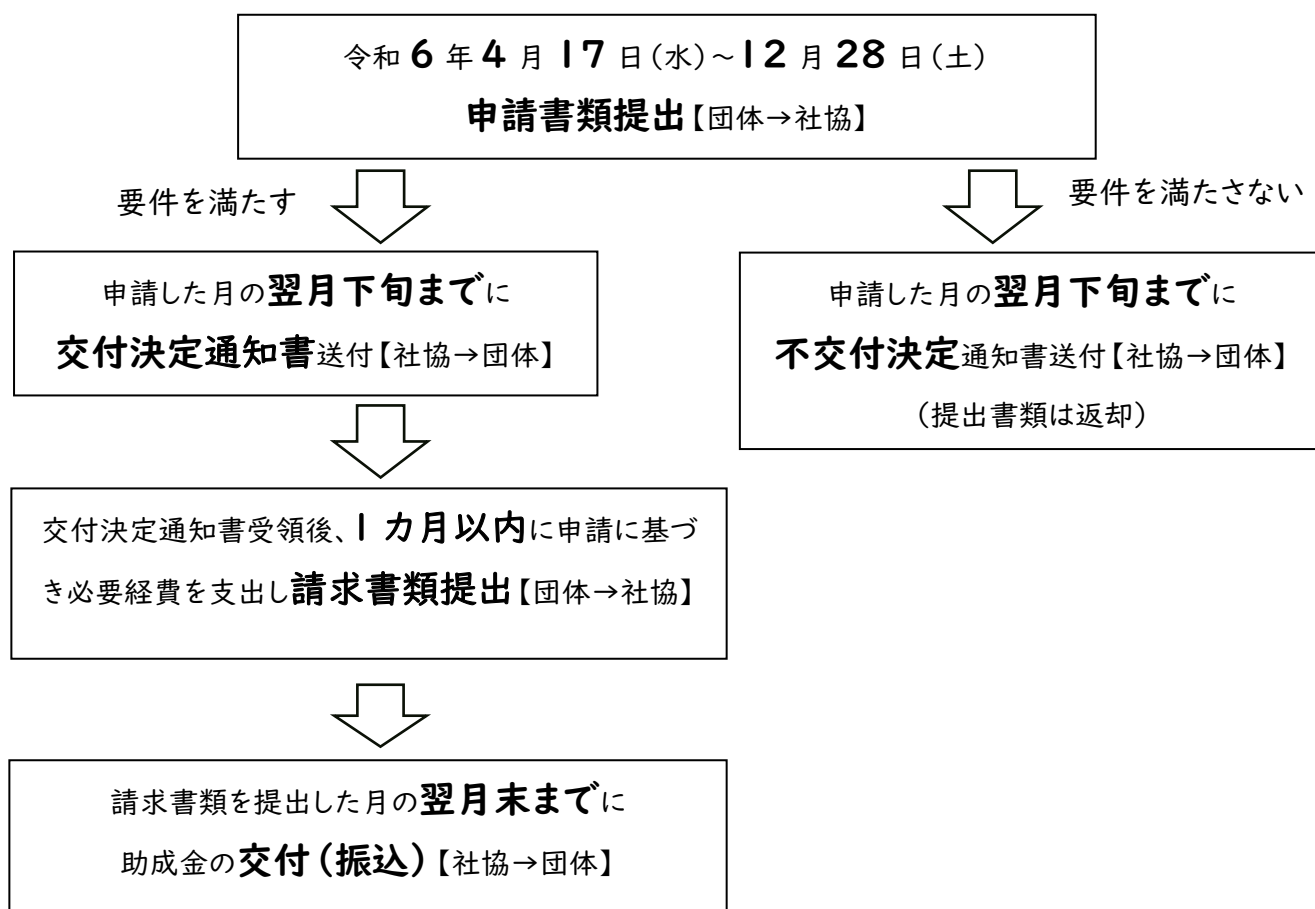 令和6年4月17日(水)~12月28日(土)
申請書類提出【団体→社協】
要件を満たす
要件を満たさない
申請した月の翌月下旬までに
交付決定通知書送付【社協→団体】
申請した月の翌月下旬までに
不交付決定通知書送付【社協→団体】
(提出書類は返却)
交付決定通知書受領後、1カ月以内に申請に基づ
き必要経費を支出し請求書類提出【団体→社協】
請求書類を提出した月の翌月末までに
助成金の交付(振込)【社協→団体】